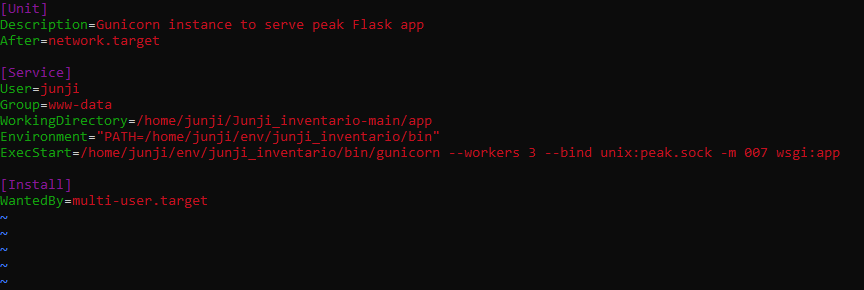 [Unit]
Description=Gunicorn instance to serve peak Flask app
After=network.target
[Service]
User=junji
Group=www-data
WorkingDirectory=/home/junji/Junji_inventario-main/app
Environment="PATH=/home/junji/env/junji_inventario/bin"
ExecStart=/home/junji/env/junji_inventario/bin/gunicorn --workers 3 --bind unix:peak.sock -m 007 wsgi:app
[Install]
WantedBy=multi-user.target
~
~
~
~
~